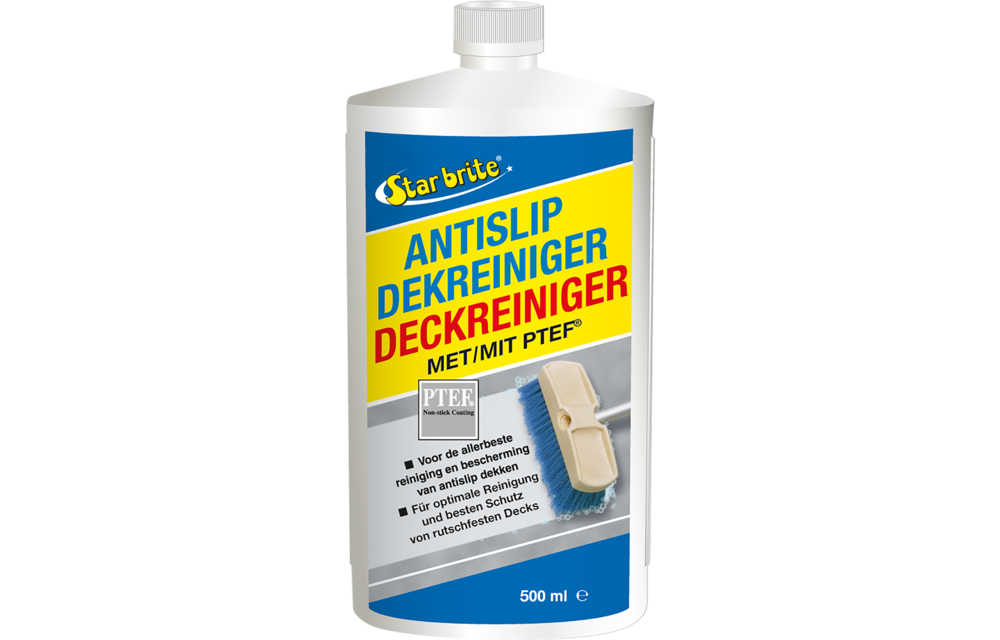 Star brite®
ANTISLIP
DEKREINIGER
DECKREINIGER
MET/MIT PTEF®
PTEF®
Non-stick Coating
■ Voor de allerbeste
reiniging en bescherming
van antislip dekken
■ Für optimale Reinigung
und besten Schutz
von rutschfesten Decks
500 ml ℮